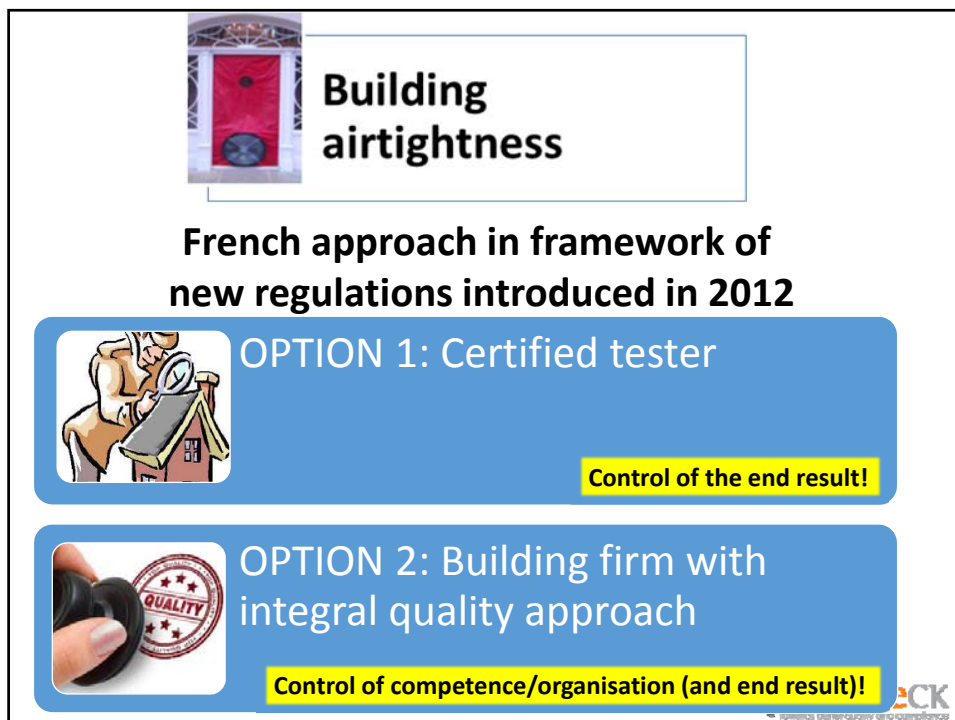 Building
airtightness
French approach in framework of
new regulations introduced in 2012
OPTION 1: Certified tester
Control of the end result!
OPTION 2: Building firm with
integral quality approach
QUALITY
Control of competence/organisation (and end result)!
CK